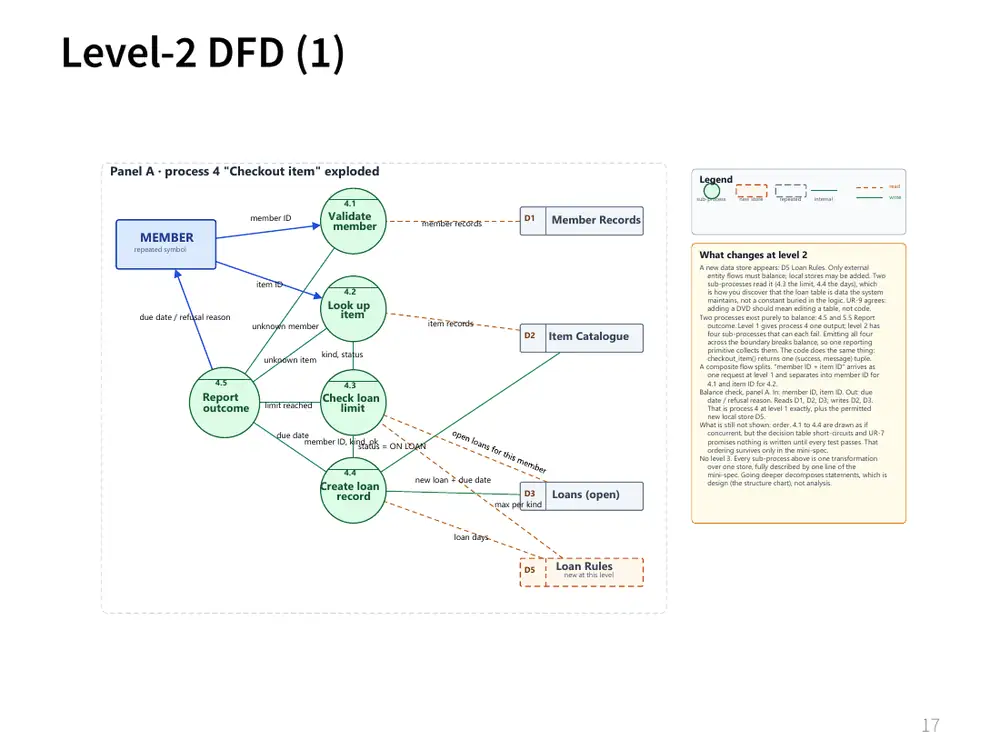 Level-2 DFD (1)
Panel A · process 4 "Checkout item" exploded
MEMBER
repeated symbol
member ID
item ID
due date / refusal reason
4.1
Validate
member
member records
D1
Member Records
4.2
Look up
item
item records
D2
Item Catalogue
unknown member
unknown item
kind, status
4.5
Report
outcome
limit reached
4.3
Check loan
limit
due date
member ID, kind, ok
status = ON LOAN
open loans for this member
4.4
Create loan
record
new loan + due date
D3
Loans (open)
max per kind
loan days
D5
Loan Rules
new at this level
Legend
sub-process
new store
repeated
internal
read
write
What changes at level 2
A new data store appears: D5 Loan Rules. Only external
entity flows must balance; local stores may be added. Two
sub-processes read it (4.3 the limit, 4.4 the days), which
is how you discover that the loan table is data the system
maintains, not a constant buried in the logic. UR-9 agrees:
adding a DVD should mean editing a table, not code.
Two processes exist purely to balance: 4.5 and 5.5 Report
outcome. Level 1 gives process 4 one output; level 2 has
four sub-processes that can each fail. Emitting all four
across the boundary breaks balance, so one reporting
primitive collects them. The code does the same thing:
checkout_item() returns one (success, message) tuple.
A composite flow splits. "member ID + item ID" arrives as
one request at level 1 and separates into member ID for
4.1 and item ID for 4.2.
Balance check, panel A. In: member ID, item ID. Out: due
date / refusal reason. Reads D1, D2, D3; writes D2, D3.
That is process 4 at level 1 exactly, plus the permitted
new local store D5.
What is still not shown: order. 4.1 to 4.4 are drawn as if
concurrent, but the decision table short-circuits and UR-7
promises nothing is written until every test passes. That
ordering survives only in the mini-spec.
No level 3. Every sub-process above is one transformation
over one store, fully described by one line of the
mini-spec. Going deeper decomposes statements, which is
design (the structure chart), not analysis.
17